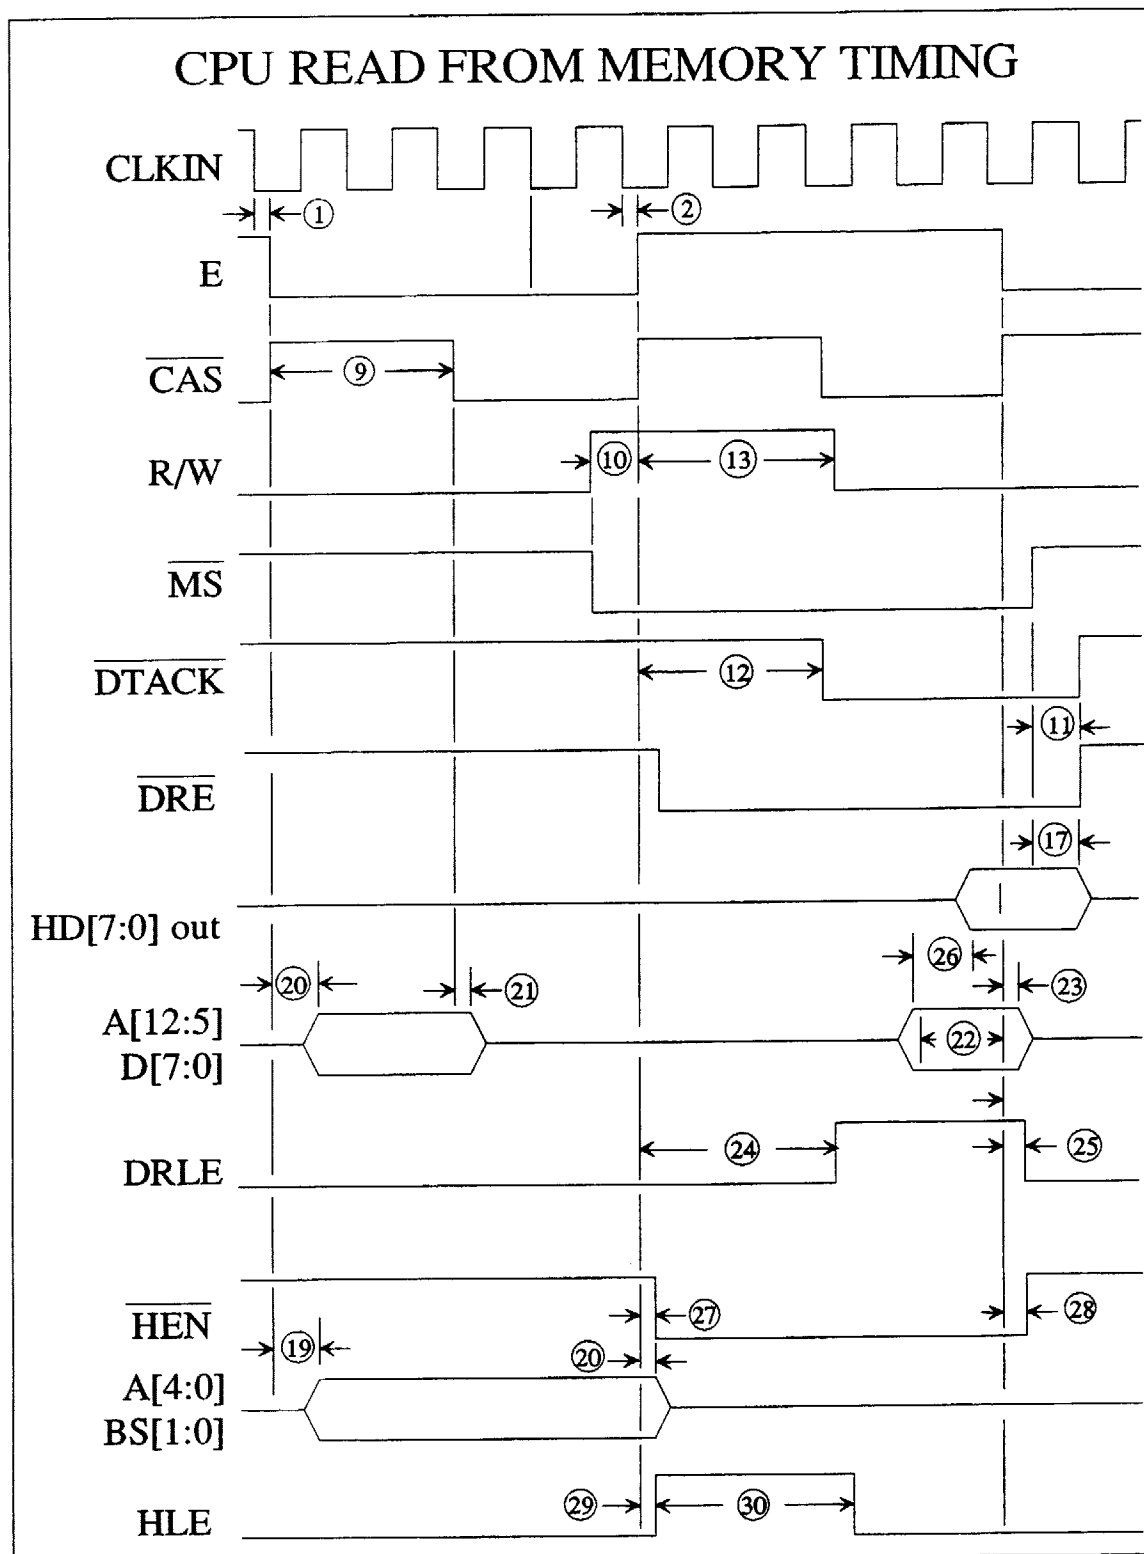 CPU READ FROM MEMORY TIMING
CLKIN
① ②
E
CAS
⑨
R/W
⑩ ⑬
MS
DTACK
⑫
⑪
DRE
⑰
HD[7:0] out
㉖
⑳ ㉑ ㉓
A[12:5]
D[7:0]
㉒
DRLE
㉔ ㉕
HEN
㉗ ㉘
⑲ ⑳
A[4:0]
BS[1:0]
HLE
㉙ ㉚